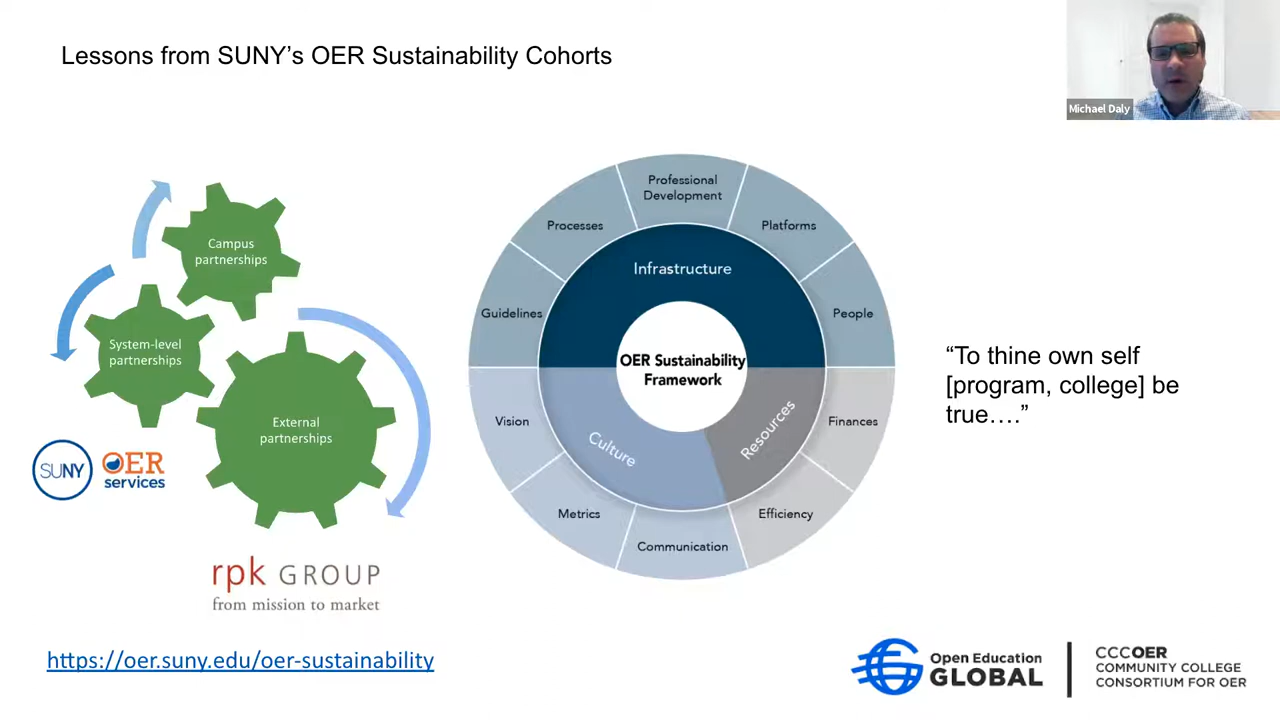 Lessons from SUNY’s OER Sustainability Cohorts
Michael Daly
Campus
partnerships
System-level
partnerships
External
partnerships
SUNY
OER
services
rpk GROUP
from mission to market
https://oer.suny.edu/oer-sustainability
Professional
Development
Processes
Platforms
Guidelines
People
Infrastructure
OER Sustainability
Framework
Vision
Culture
Resources
Finances
Metrics
Efficiency
Communication
“To thine own self
[program, college] be
true….”
Open Education
GLOBAL
CCCOER
COMMUNITY COLLEGE
CONSORTIUM FOR OER